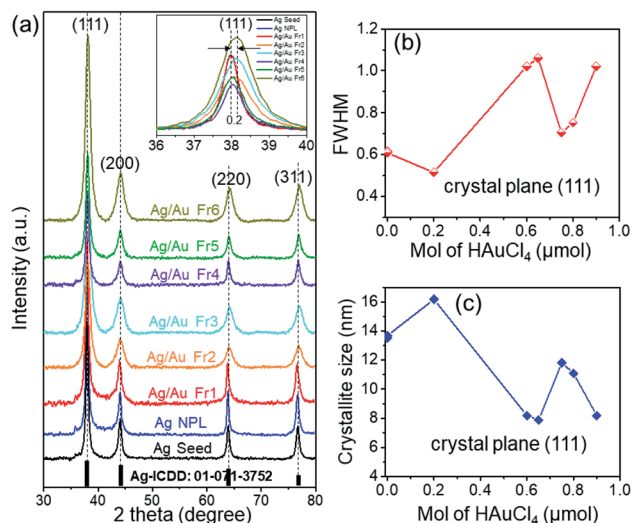 (a)
(111)
(200)
(220)
(311)
Ag/Au Fr6
Ag/Au Fr5
Ag/Au Fr4
Ag/Au Fr3
Ag/Au Fr2
Ag/Au Fr1
Ag NPL
Ag Seed
Ag-ICDD: 01-071-3752
Intensity (a.u.)
30 40 50 60 70 80
2 theta (degree)
(111)
Ag Seed
Ag NPL
Ag/Au Fr1
Ag/Au Fr2
Ag/Au Fr3
Ag/Au Fr4
Ag/Au Fr5
Ag/Au Fr6
0.2
36 37 38 39 40
(b)
1.2
1.0
0.8
0.6
0.4
FWHM
crystal plane (111)
0.0 0.2 0.4 0.6 0.8 1.0
Mol of HAuCl₄ (µmol)
(c)
16
14
12
10
8
6
4
Crystallite size (nm)
crystal plane (111)
0.0 0.2 0.4 0.6 0.8 1.0
Mol of HAuCl₄ (µmol)